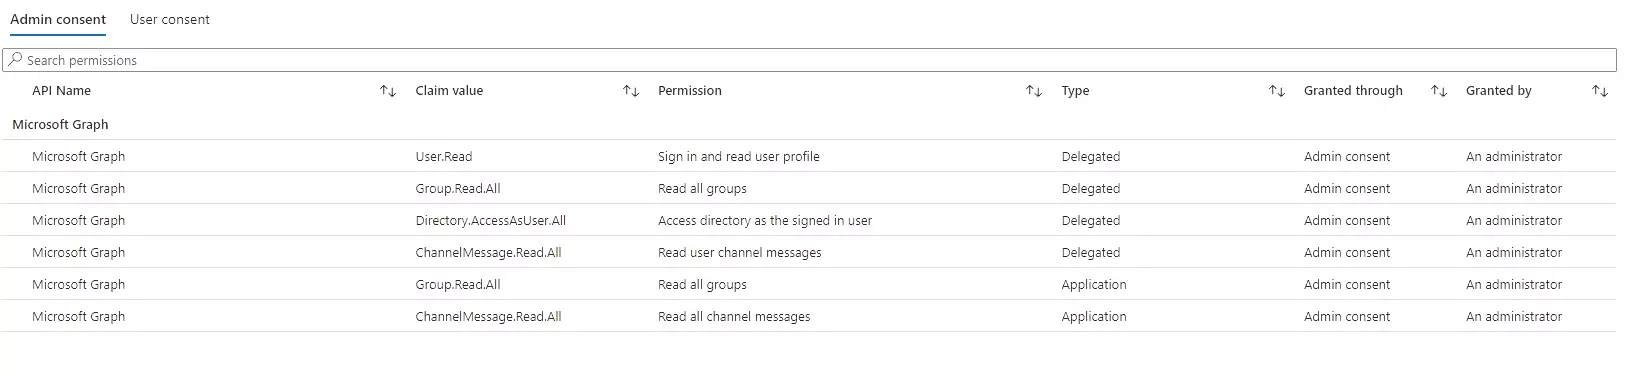 Admin consent User consent
Search permissions
API Name Claim value Permission Type Granted through Granted by
Microsoft Graph
Microsoft Graph User.Read Sign in and read user profile Delegated Admin consent An administrator
Microsoft Graph Group.Read.All Read all groups Delegated Admin consent An administrator
Microsoft Graph Directory.AccessAsUser.All Access directory as the signed in user Delegated Admin consent An administrator
Microsoft Graph ChannelMessage.Read.All Read user channel messages Delegated Admin consent An administrator
Microsoft Graph Group.Read.All Read all groups Application Admin consent An administrator
Microsoft Graph ChannelMessage.Read.All Read all channel messages Application Admin consent An administrator